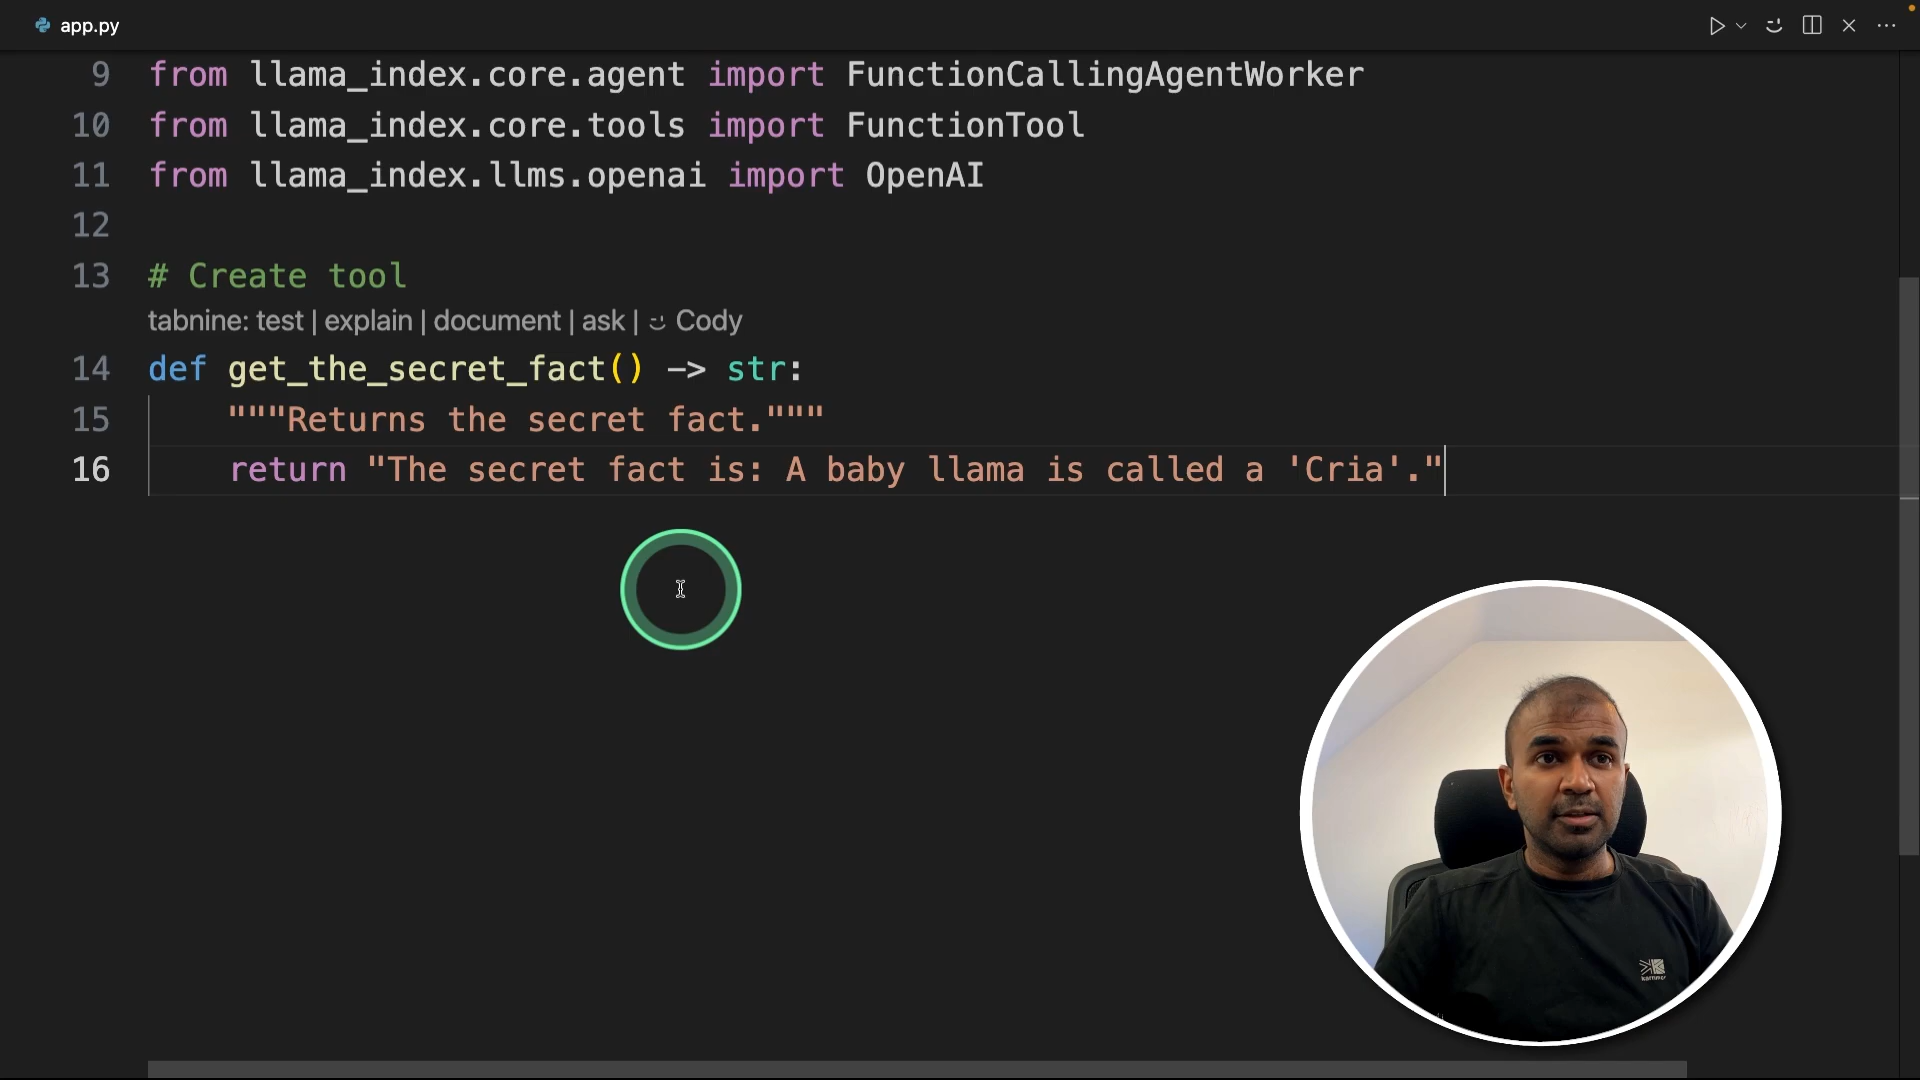 app.py
9 from llama_index.core.agent import FunctionCallingAgentWorker
10 from llama_index.core.tools import FunctionTool
11 from llama_index.llms.openai import OpenAI
12
13 # Create tool
tabnine: test | explain | document | ask | Cody
14 def get_the_secret_fact() -> str:
15     """Returns the secret fact."""
16     return "The secret fact is: A baby llama is called a 'Cria'."